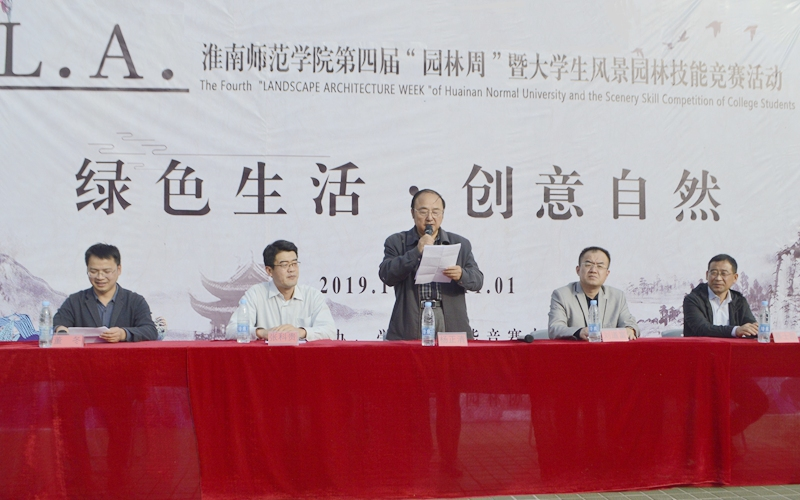 L.A.
淮南师范学院第四届“园林周”暨大学生风景园林技能竞赛活动
The Fourth "LANDSCAPE ARCHITECTURE WEEK "of Huainan Normal University and the Scenery Skill Competition of College Students
绿色生活·创意自然
2019.1
.01